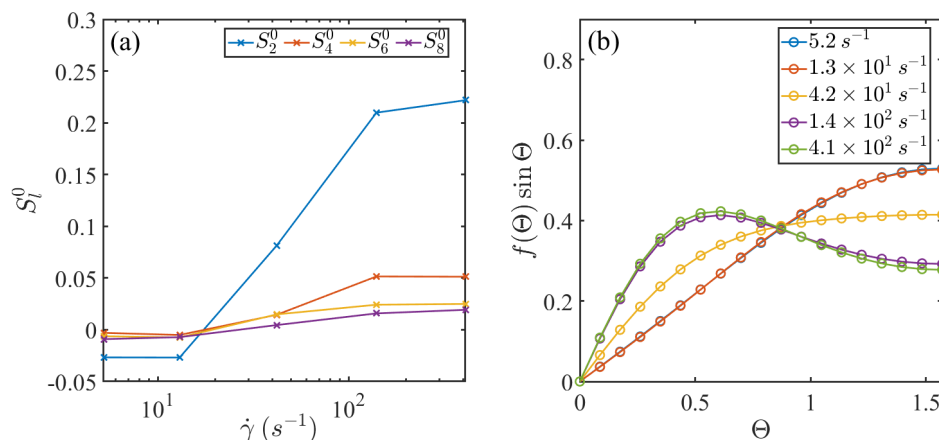 (a)
S_2^0 S_4^0 S_6^0 S_8^0
0.3
0.25
0.2
0.15
0.1
0.05
0
-0.05
S_l^0
10^1 10^2
γ̇ (s^{-1})
(b)
5.2 s^{-1}
1.3 × 10^1 s^{-1}
4.2 × 10^1 s^{-1}
1.4 × 10^2 s^{-1}
4.1 × 10^2 s^{-1}
0.8
0.6
0.4
0.2
0
f(Θ) sin Θ
0 0.5 1 1.5
Θ